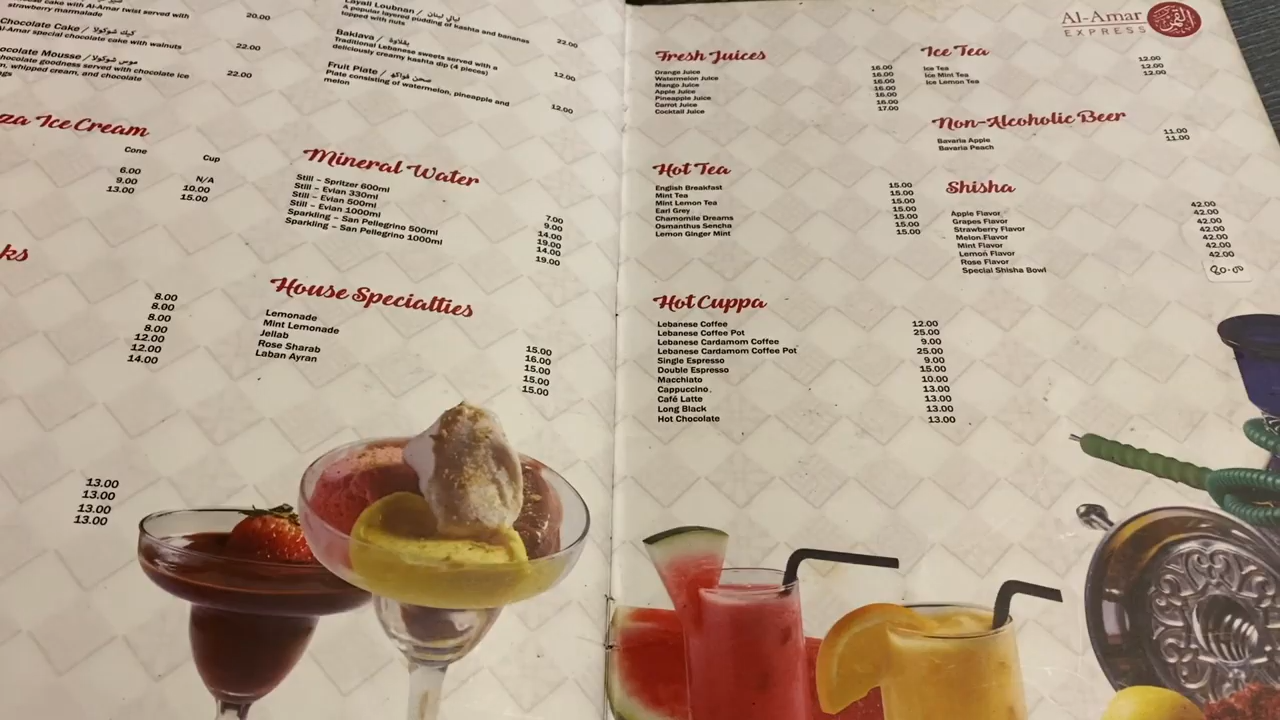 cake with Al-Amar twist served with
strawberry marmalade
20.00
Chocolate Cake / كيك شوكولا
Al-Amar special chocolate cake with walnuts
22.00
ocolate Mousse / موس شوكولا
hocolate goodness served with chocolate ice
, whipped cream, and chocolate
22.00
Layali Loubnan / ليالي لبنان
A popular layered pudding of kashta and bananas
topped with nuts
22.00
Baklava / بقلاوة
Traditional Lebanese sweets served with a
deliciously creamy kashta dip (4 pieces)
12.00
Fruit Plate / صحن فواكه
Plate consisting of watermelon, pineapple and
melon
12.00
za Ice Cream
Cone Cup
6.00 N/A
9.00 10.00
13.00 15.00
Mineral Water
Still – Spritzer 600ml 7.00
Still – Evian 330ml 9.00
Still – Evian 500ml 14.00
Still – Evian 1000ml 19.00
Sparkling – San Pellegrino 500ml 14.00
Sparkling – San Pellegrino 1000ml 19.00
ks
8.00
8.00
8.00
8.00
12.00
12.00
14.00
House Specialties
Lemonade 15.00
Mint Lemonade 16.00
Jellab 15.00
Rose Sharab 15.00
Laban Ayran 15.00
13.00
13.00
13.00
13.00
Al-Amar
EXPRESS
Fresh Juices
Orange Juice 16.00
Watermelon Juice 16.00
Mango Juice 16.00
Apple Juice 16.00
Pineapple Juice 16.00
Carrot Juice 16.00
Cocktail Juice 17.00
Ice Tea
Ice Tea 12.00
Ice Mint Tea 12.00
Ice Lemon Tea 12.00
Non-Alcoholic Beer
Bavaria Apple 11.00
Bavaria Peach 11.00
Hot Tea
English Breakfast 15.00
Mint Tea 15.00
Mint Lemon Tea 15.00
Earl Grey 15.00
Chamomile Dreams 15.00
Osmanthus Sencha 15.00
Lemon Ginger Mint 15.00
Shisha
Apple Flavor 42.00
Grapes Flavor 42.00
Strawberry Flavor 42.00
Melon Flavor 42.00
Mint Flavor 42.00
Lemon Flavor 42.00
Rose Flavor 42.00
Special Shisha Bowl 80.00
Hot Cuppa
Lebanese Coffee 12.00
Lebanese Coffee Pot 25.00
Lebanese Cardamom Coffee 9.00
Lebanese Cardamom Coffee Pot 25.00
Single Espresso 9.00
Double Espresso 15.00
Macchiato 10.00
Cappuccino 13.00
Café Latte 13.00
Long Black 13.00
Hot Chocolate 13.00